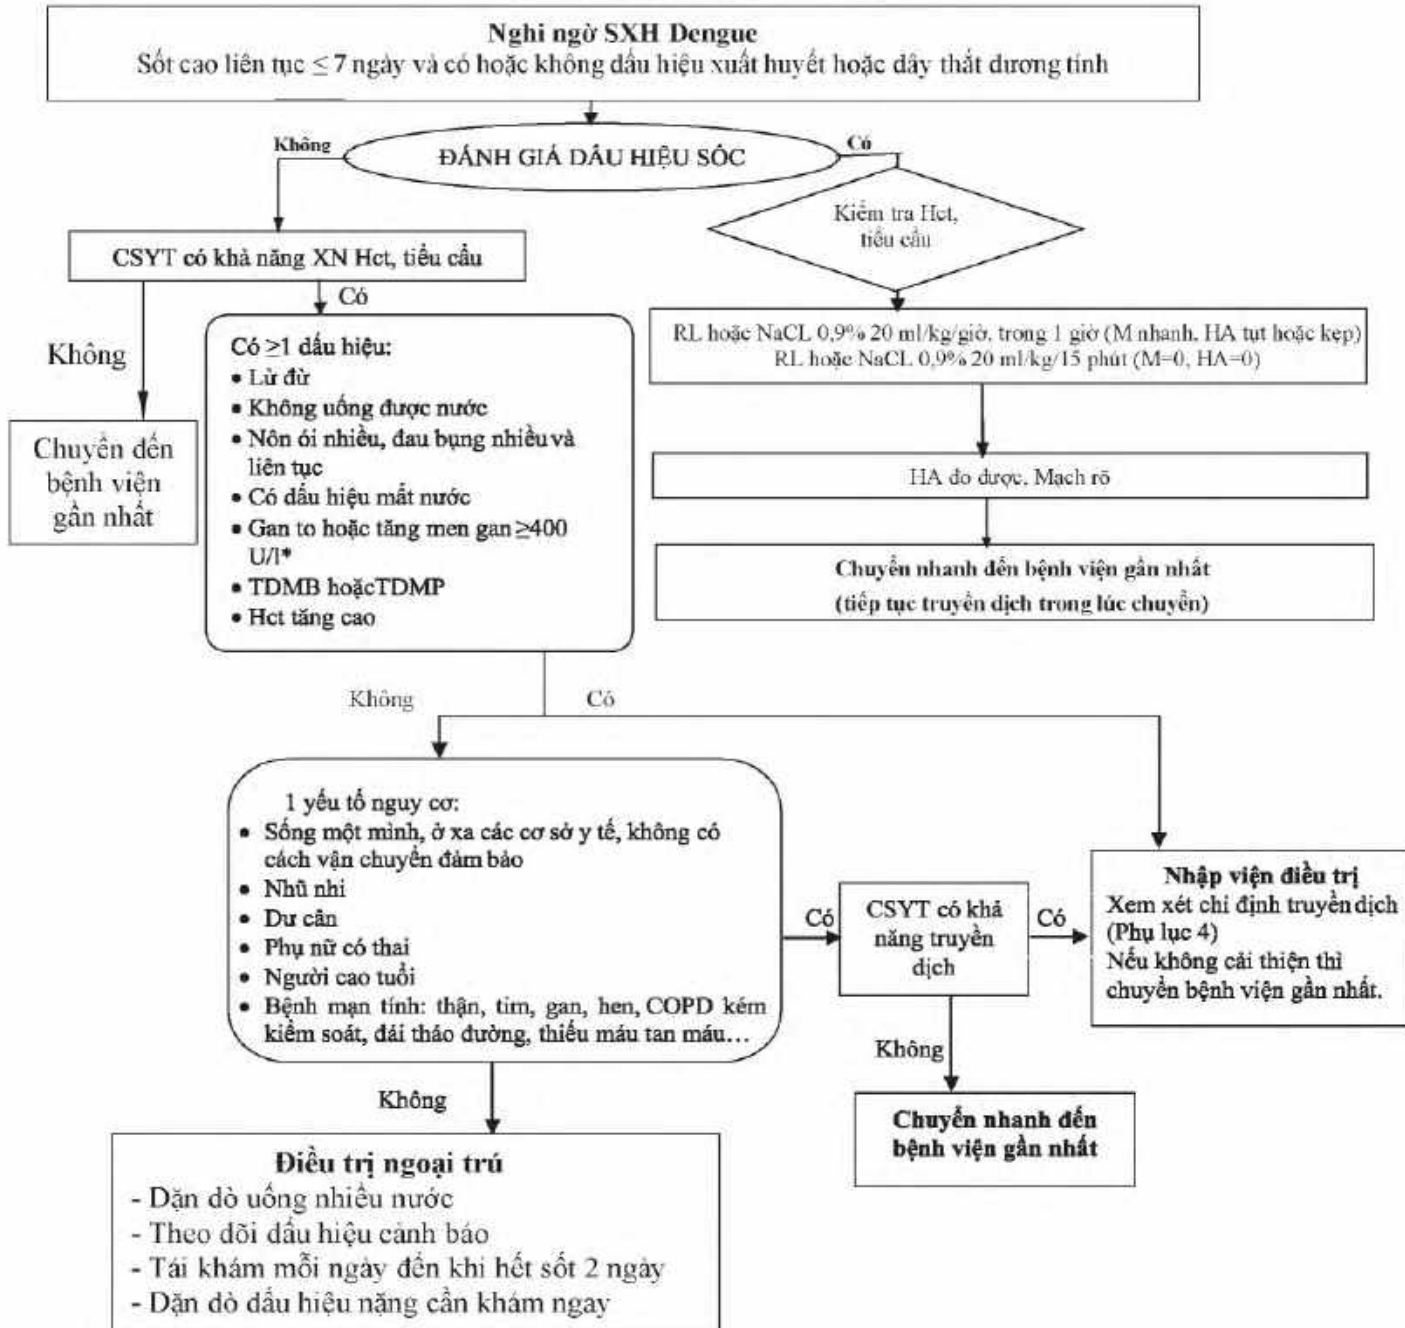 Nghi ngờ SXH Dengue
Sốt cao liên tục ≤ 7 ngày và có hoặc không dấu hiệu xuất huyết hoặc dây thắt dương tính
Không
ĐÁNH GIÁ DẤU HIỆU SỐC
Có
Kiểm tra Hct,
tiểu cầu
CSYT có khả năng XN Hct, tiểu cầu
Không
Có
Chuyển đến
bệnh viện
gần nhất
Có ≥1 dấu hiệu:
• Lừ đừ
• Không uống được nước
• Nôn ói nhiều, đau bụng nhiều và
liên tục
• Có dấu hiệu mất nước
• Gan to hoặc tăng men gan ≥400
U/l*
• TDMB hoặcTDMP
• Hct tăng cao
RL hoặc NaCL 0,9% 20 ml/kg/giờ, trong 1 giờ (M nhanh, HA tụt hoặc kẹp)
RL hoặc NaCL 0,9% 20 ml/kg/15 phút (M=0, HA=0)
HA đo được, Mạch rõ
Chuyển nhanh đến bệnh viện gần nhất
(tiếp tục truyền dịch trong lúc chuyển)
Không
Có
1 yếu tố nguy cơ:
• Sống một mình, ở xa các cơ sở y tế, không có
cách vận chuyển đảm bảo
• Nhũ nhi
• Dư cân
• Phụ nữ có thai
• Người cao tuổi
• Bệnh mạn tính: thận, tim, gan, hen, COPD kém
kiểm soát, đái tháo đường, thiếu máu tan máu…
Có
CSYT có khả
năng truyền
dịch
Có
Nhập viện điều trị
Xem xét chỉ định truyền dịch
(Phụ lục 4)
Nếu không cải thiện thì
chuyển bệnh viện gần nhất.
Không
Chuyển nhanh đến
bệnh viện gần nhất
Không
Điều trị ngoại trú
- Dặn dò uống nhiều nước
- Theo dõi dấu hiệu cảnh báo
- Tái khám mỗi ngày đến khi hết sốt 2 ngày
- Dặn dò dấu hiệu nặng cần khám ngay